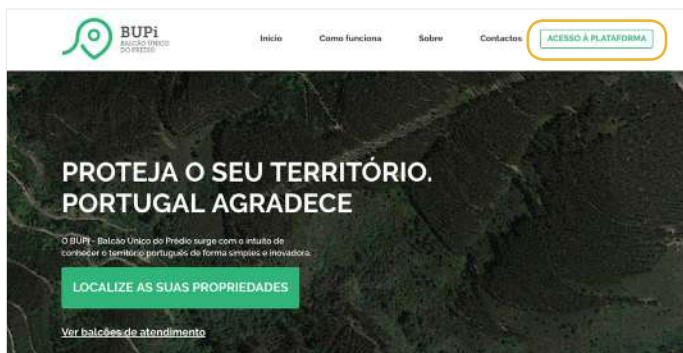 BUPi
BALCÃO ÚNICO
DO PRÉDIO
Início
Como funciona
Sobre
Contactos
ACESSO À PLATAFORMA
PROTEJA O SEU TERRITÓRIO.
PORTUGAL AGRADECE
O BUPi - Balcão Único do Prédio surge com o intuito de
conhecer o território português de forma simples e inovadora.
LOCALIZE AS SUAS PROPRIEDADES
Ver balcões de atendimento